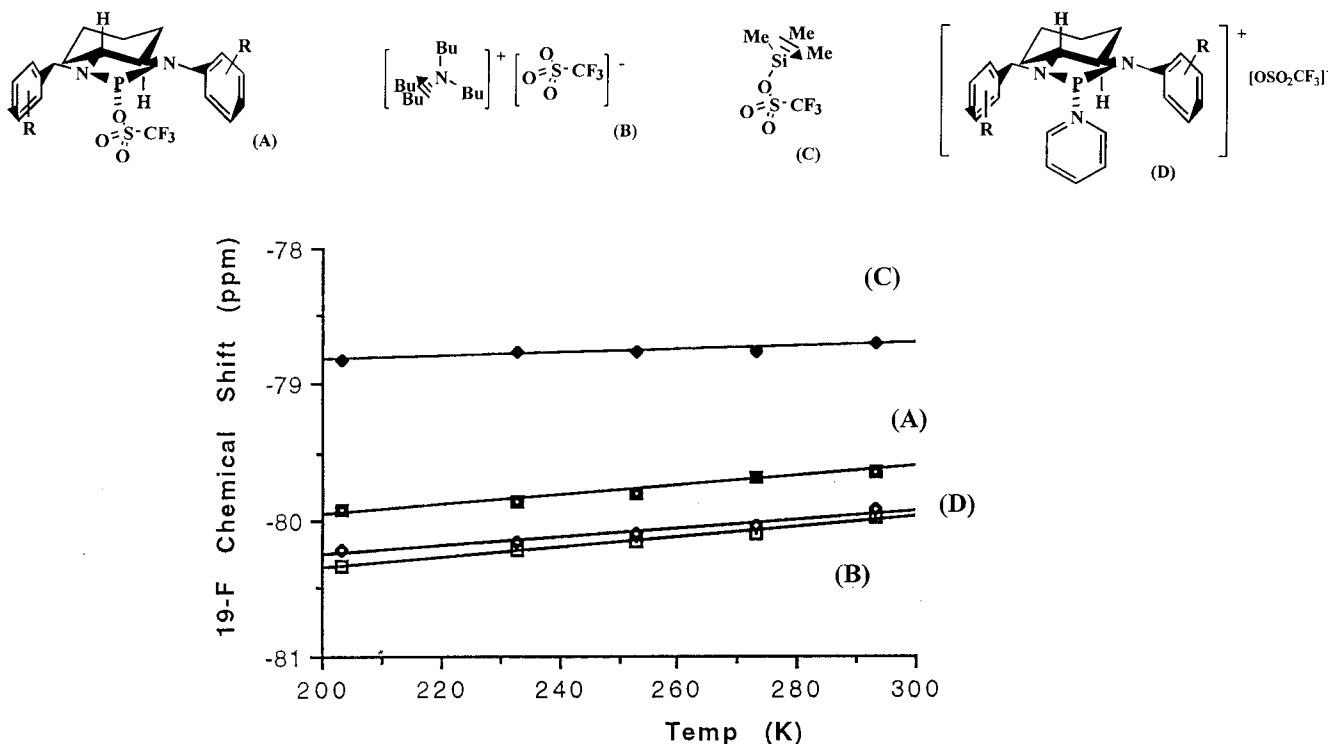 H
N
N
R
R
P
H
O
O=S-CF3
O
(A)
Bu
[Bu N Bu]+ [O=S-CF3]-
Bu
O
O
(B)
Me
Me
Me
Si
O
O=S-CF3
O
(C)
H
N
N
R
R
P
H
N
+
[OSO2CF3]-
(D)
19-F Chemical Shift (ppm)
-78
-79
-80
-81
(C)
(A)
(D)
(B)
200 220 240 260 280 300
Temp (K)